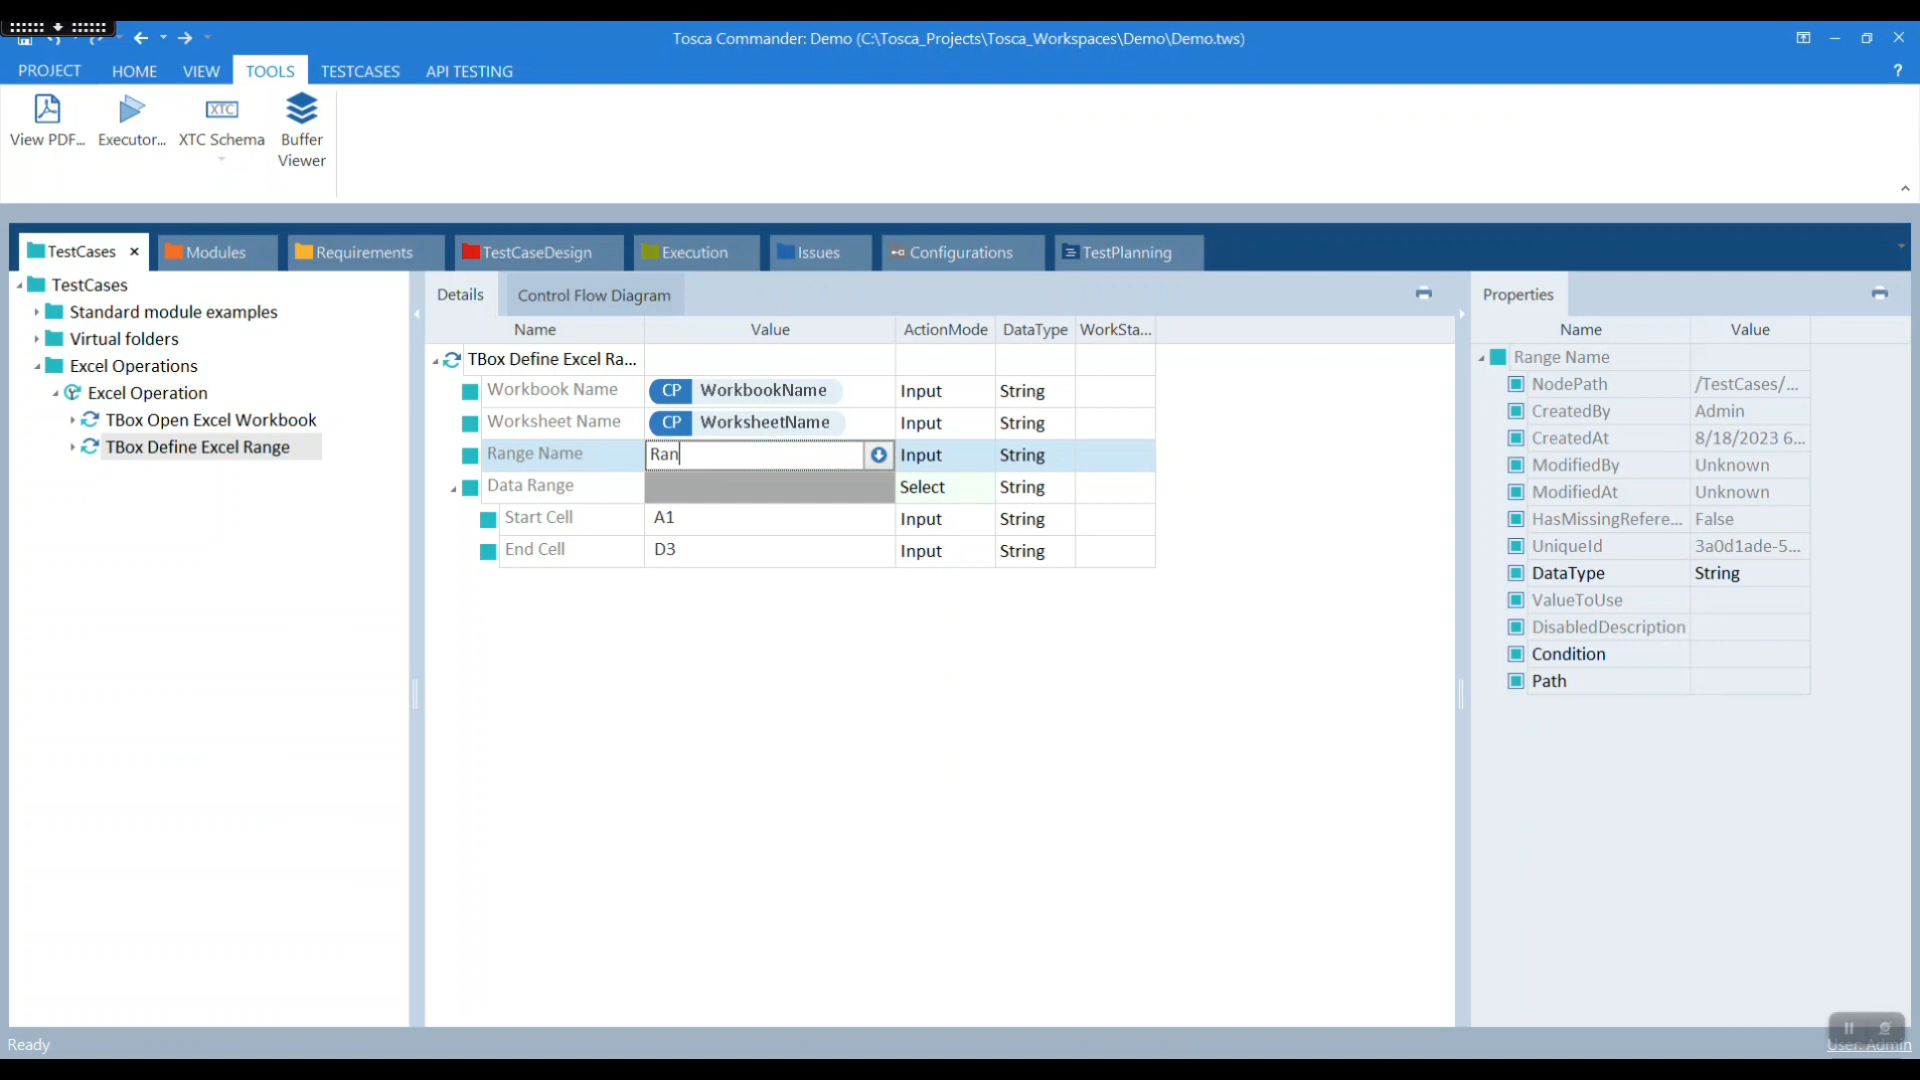 Tosca Commander: Demo (C:\Tosca_Projects\Tosca_Workspaces\Demo\Demo.tws)
PROJECT HOME VIEW TOOLS TESTCASES API TESTING ?
View PDF... Executor... XTC Schema Buffer Viewer
XTC
TestCases × Modules Requirements TestCaseDesign Execution Issues Configurations TestPlanning
TestCases
Standard module examples
Virtual folders
Excel Operations
Excel Operation
TBox Open Excel Workbook
TBox Define Excel Range
Details Control Flow Diagram
Name Value ActionMode DataType WorkSta...
TBox Define Excel Ra...
Workbook Name CP WorkbookName Input String
Worksheet Name CP WorksheetName Input String
Range Name Ran Input String
Data Range Select String
Start Cell A1 Input String
End Cell D3 Input String
Properties
Name Value
Range Name
NodePath /TestCases/...
CreatedBy Admin
CreatedAt 8/18/2023 6...
ModifiedBy Unknown
ModifiedAt Unknown
HasMissingRefere... False
UniqueId 3a0d1ade-5...
DataType String
ValueToUse
DisabledDescription
Condition
Path
Ready
User: Admin